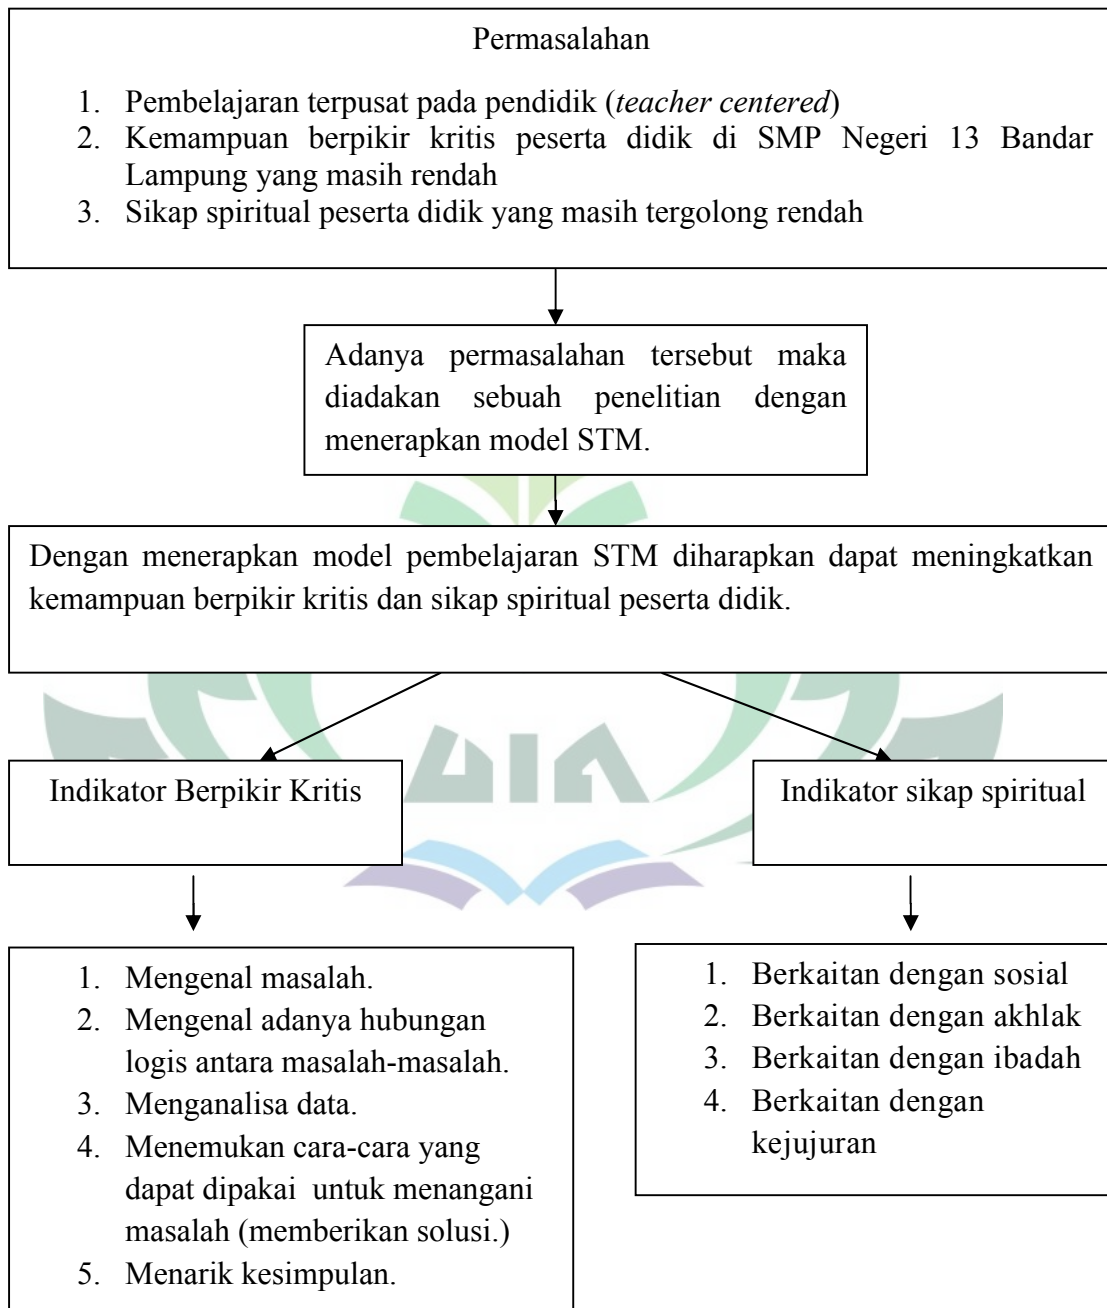 Permasalahan
1. Pembelajaran terpusat pada pendidik (teacher centered)
2. Kemampuan berpikir kritis peserta didik di SMP Negeri 13 Bandar
Lampung yang masih rendah
3. Sikap spiritual peserta didik yang masih tergolong rendah
Adanya permasalahan tersebut maka
diadakan sebuah penelitian dengan
menerapkan model STM.
Dengan menerapkan model pembelajaran STM diharapkan dapat meningkatkan
kemampuan berpikir kritis dan sikap spiritual peserta didik.
Indikator Berpikir Kritis
Indikator sikap spiritual
1. Mengenal masalah.
2. Mengenal adanya hubungan
logis antara masalah-masalah.
3. Menganalisa data.
4. Menemukan cara-cara yang
dapat dipakai untuk menangani
masalah (memberikan solusi.)
5. Menarik kesimpulan.
1. Berkaitan dengan sosial
2. Berkaitan dengan akhlak
3. Berkaitan dengan ibadah
4. Berkaitan dengan
kejujuran